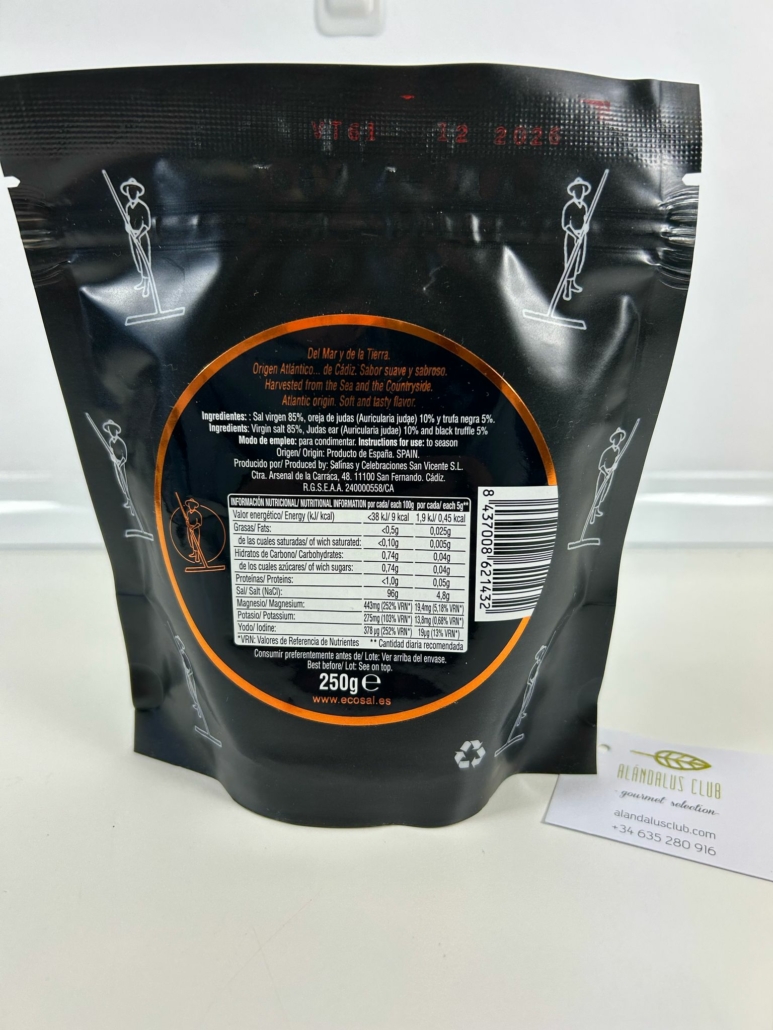 VT61 12 2026
Del Mar y de la Tierra.
Origen Atlántico... de Cádiz. Sabor suave y sabroso.
Harvested from the Sea and the Countryside.
Atlantic origin. Soft and tasty flavor.
Ingredientes: : Sal virgen 85%, oreja de judas (Auricularia judae) 10% y trufa negra 5%.
Ingredients: Virgin salt 85%, Judas ear (Auricularia judae) 10% and black truffle 5%
Modo de empleo: para condimentar. Instructions for use: to season
Origen/ Origin: Producto de España. SPAIN.
Producido por/ Produced by: Salinas y Celebraciones San Vicente S.L.
Ctra. Arsenal de la Carraca, 48. 11100 San Fernando. Cádiz.
R.G.S.E.A.A. 240000558/CA
INFORMACIÓN NUTRICIONAL/ NUTRITIONAL INFORMATION por cada/ each 100g por cada/ each 5g**
Valor energético/ Energy (kJ/ kcal) <38 kJ/ 9 kcal 1,9 kJ/ 0,45 kcal
Grasas/ Fats: <0,5g 0,025g
de las cuales saturadas/ of wich saturated: <0,10g 0,005g
Hidratos de Carbono/ Carbohydrates: 0,74g 0,04g
de los cuales azúcares/ of wich sugars: 0,74g 0,04g
Proteínas/ Proteins: <1,0g 0,05g
Sal/ Salt (NaCl): 96g 4,8g
Magnesio/ Magnesium: 443mg (252% VRN*) 19,4mg (5,18% VRN*)
Potasio/ Potassium: 275mg (103% VRN*) 13,8mg (0,68% VRN*)
Yodo/ Iodine: 378 µg (252% VRN*) 19µg (13% VRN*)
*VRN: Valores de Referencia de Nutrientes ** Cantidad diaria recomendada
Consumir preferentemente antes de/ Lote: Ver arriba del envase.
Best before/ Lot: See on top.
250g e
www.ecosal.es
8 437008 621432
ALÁNDALUS CLUB
· gourmet selection ·
alandalusclub.com
+34 635 280 916